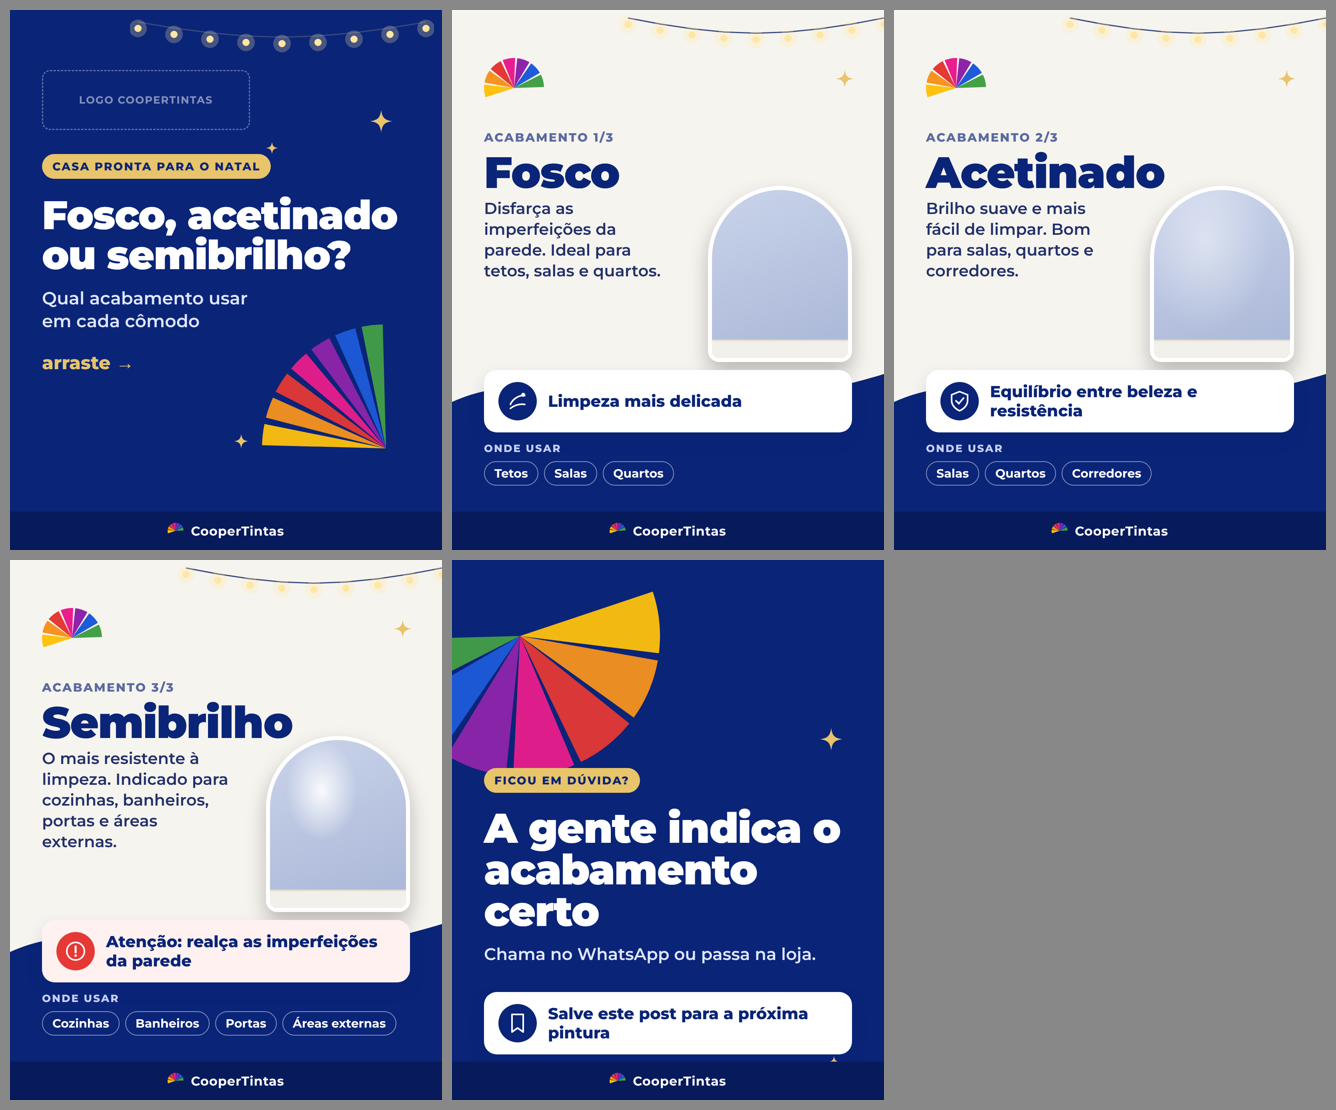 LOGO COOPERTINTAS
CASA PRONTA PARA O NATAL
Fosco, acetinado
ou semibrilho?
Qual acabamento usar
em cada cômodo
arraste →
CooperTintas
ACABAMENTO 1/3
Fosco
Disfarça as
imperfeições da
parede. Ideal para
tetos, salas e quartos.
Limpeza mais delicada
ONDE USAR
Tetos
Salas
Quartos
CooperTintas
ACABAMENTO 2/3
Acetinado
Brilho suave e mais
fácil de limpar. Bom
para salas, quartos e
corredores.
Equilíbrio entre beleza e
resistência
ONDE USAR
Salas
Quartos
Corredores
CooperTintas
ACABAMENTO 3/3
Semibrilho
O mais resistente à
limpeza. Indicado para
cozinhas, banheiros,
portas e áreas
externas.
Atenção: realça as imperfeições
da parede
ONDE USAR
Cozinhas
Banheiros
Portas
Áreas externas
CooperTintas
FICOU EM DÚVIDA?
A gente indica o
acabamento
certo
Chama no WhatsApp ou passa na loja.
Salve este post para a próxima
pintura
CooperTintas